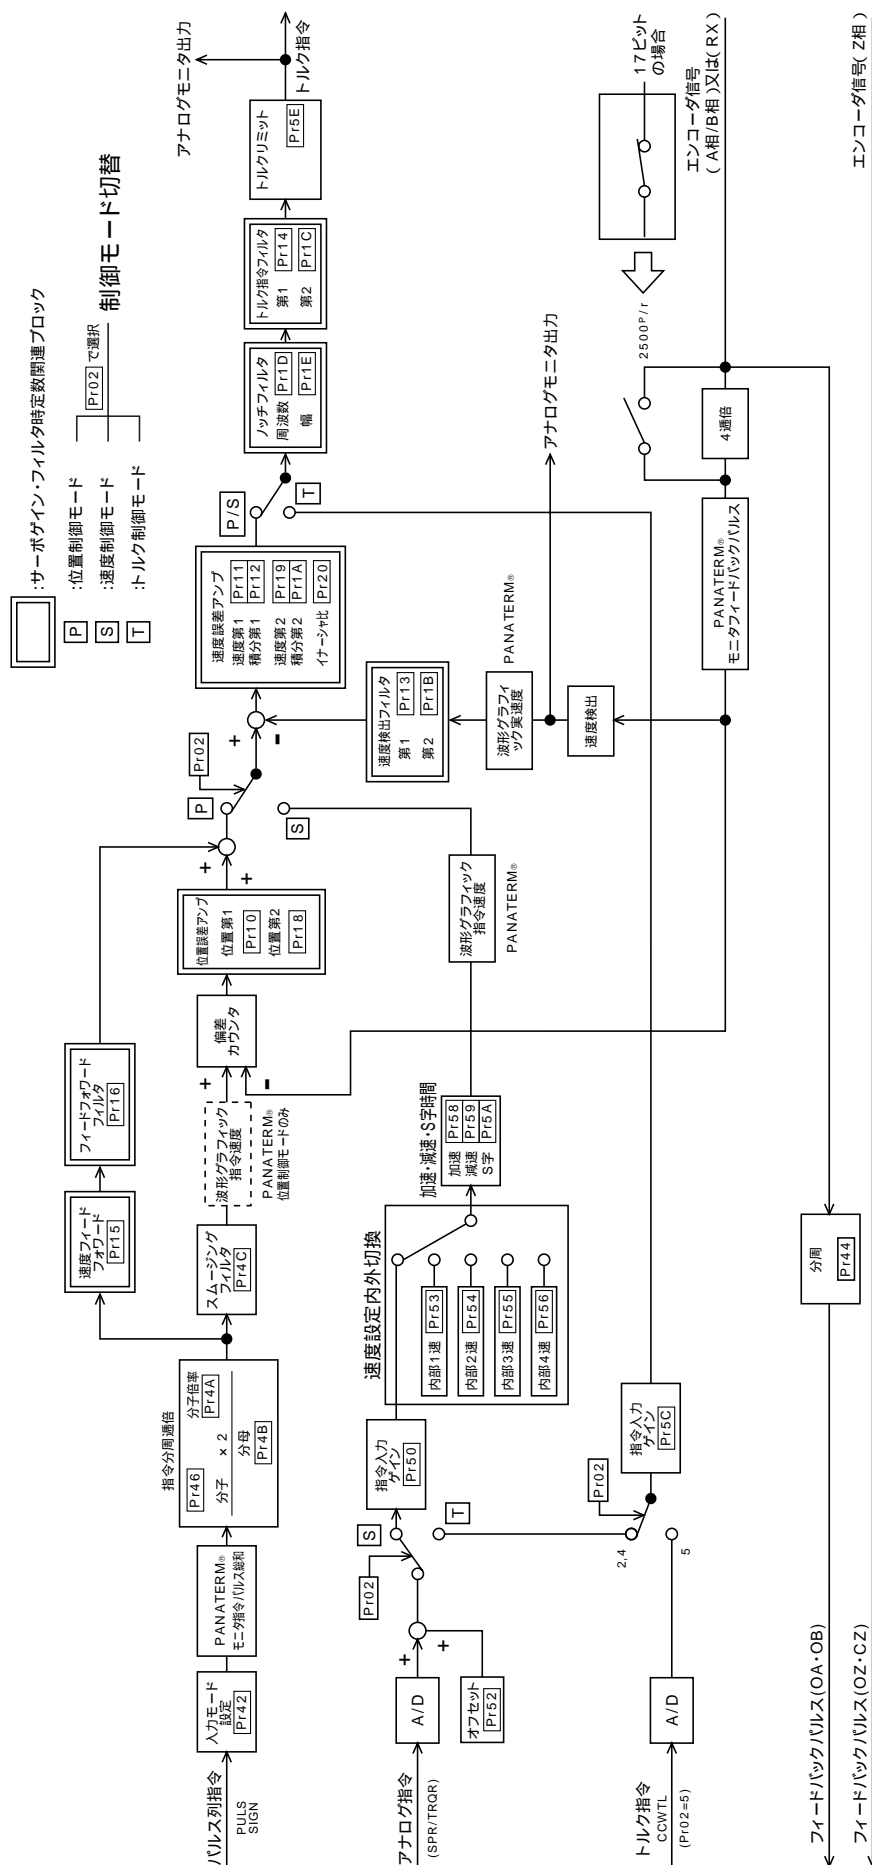 :サーボゲイン・フィルタ時定数関連ブロック
P
:位置制御モード
S
:速度制御モード
T
:トルク制御モード
Pr02 で選択
制御モード切替
パルス列指令
PULS
SIGN
入力モード
設定
Pr42
PANATERM®
モニタ指令パルス総和
指令分周逓倍
Pr46
分子
× 2
分子倍率
Pr4A
分母
Pr4B
速度フィード
フォワード
Pr15
フィードフォワード
フィルタ
Pr16
スムージング
フィルタ
Pr4C
波形グラフィック
指令速度
PANATERM®
位置制御モードのみ
+
-
偏差
カウンタ
位置誤差アンプ
位置第1
Pr10
位置第2
Pr18
+
+
P
S
Pr02
+
-
速度誤差アンプ
速度第1 Pr11
積分第1 Pr12
速度第2 Pr19
積分第2 Pr1A
イナーシャ比 Pr20
P/S
T
ノッチフィルタ
周波数 Pr1D
幅 Pr1E
トルク指令フィルタ
第1 Pr14
第2 Pr1C
トルクリミット
Pr5E
アナログモニタ出力
トルク指令
速度検出フィルタ
第1 Pr13
第2 Pr1B
波形グラフィ
ック実速度
PANATERM®
速度検出
アナログモニタ出力
アナログ指令
(SPR/TRQR)
A/D
オフセット
Pr52
+
+
Pr02
S
T
指令入力
ゲイン
Pr50
速度設定内外切換
内部1速 Pr53
内部2速 Pr54
内部3速 Pr55
内部4速 Pr56
加速・減速・S字時間
加速 Pr58
減速 Pr59
S字 Pr5A
波形グラフィック
指令速度
PANATERM®
トルク指令
CCWTL
(Pr02=5)
A/D
2,4
5
Pr02
指令入力
ゲイン
Pr5C
PANATERM®
モニタフィードバックパルス
4逓倍
2500P/r
17ビット
の場合
エンコーダ信号
(A相/B相)又は(RX)
フィードバックパルス(OA・OB)
分周
Pr44
フィードバックパルス(OZ・CZ)
エンコーダ信号(Z相)